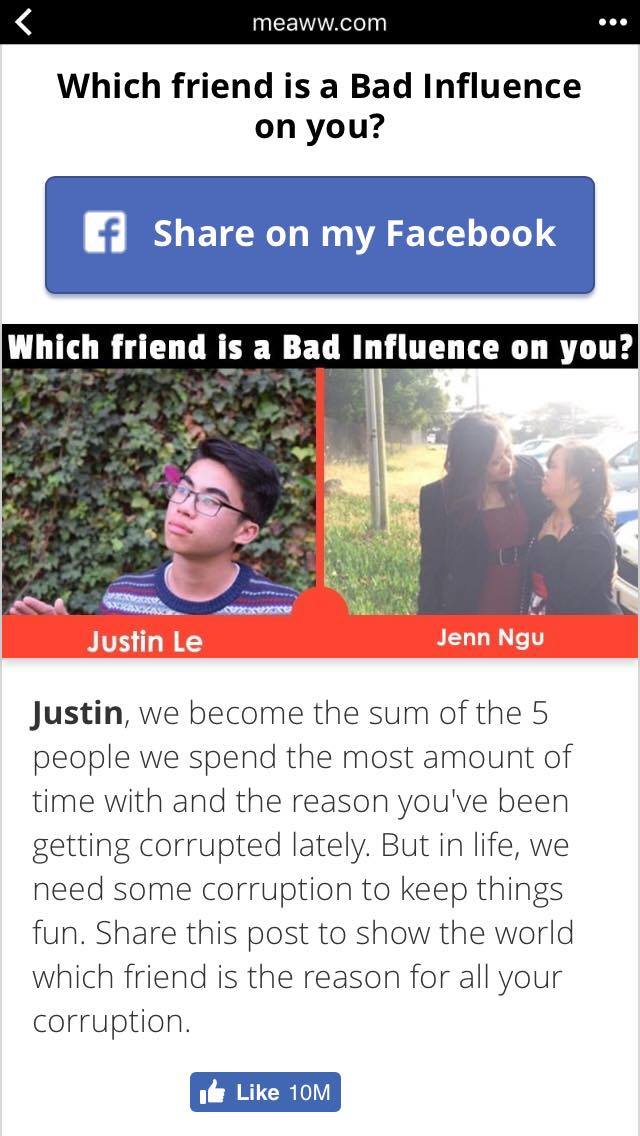 meaww.com
Which friend is a Bad Influence
on you?
Share on my Facebook
Which friend is a Bad Influence on you?
Justin Le
Jenn Ngu
Justin, we become the sum of the 5
people we spend the most amount of
time with and the reason you've been
getting corrupted lately. But in life, we
need some corruption to keep things
fun. Share this post to show the world
which friend is the reason for all your
corruption.
Like 10M